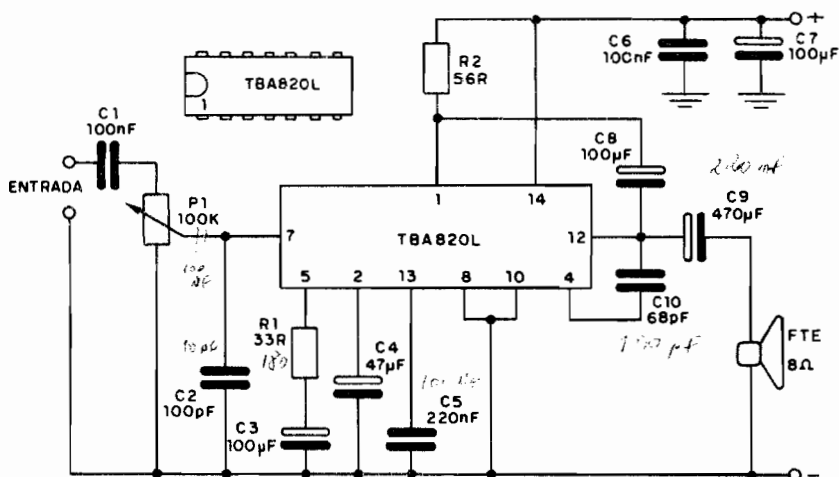 +
C6
100nF
C7
100µF
R2
56R
TBA820L
1
C1
100nF
C8
100µF
ENTRADA
P1
100K
1
14
C9
470µF
7
TBA820L
12
5
2
13
8
10
4
C10
68pF
R1
33R
180
C4
47µF
FTE
8Ω
C2
100pF
C5
220nF
C3
100µF
-